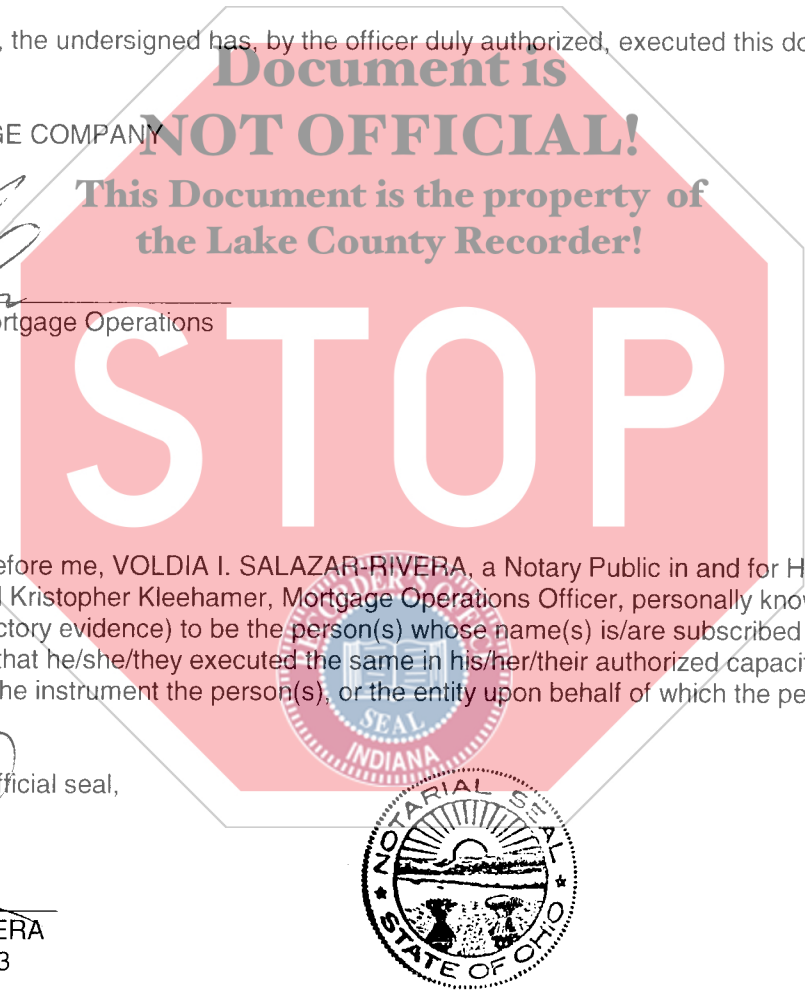 , the undersigned has, by the officer duly authorized, executed this do
Document is
NOT OFFICIAL!
GE COMPANY
This Document is the property of
the Lake County Recorder!
ortgage Operations
STOP
efore me, VOLDIA I. SALAZAR-RIVERA, a Notary Public in and for H
Kristopher Kleehamer, Mortgage Operations Officer, personally know
ctory evidence) to be the person(s) whose name(s) is/are subscribed
that he/she/they executed the same in his/her/their authorized capacit
he instrument the person(s), or the entity upon behalf of which the pe
SEAL
INDIANA
fficial seal,
NOTARIAL SEAL
STATE OF OHIO
ERA
3